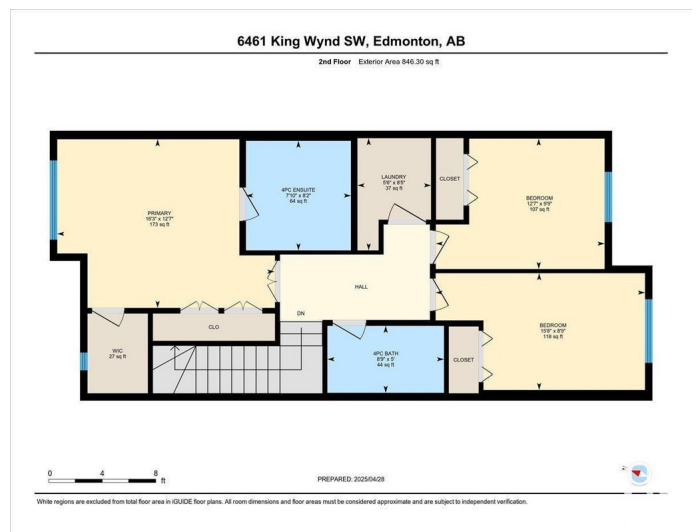 6461 King Wynd SW, Edmonton, AB
2nd Floor Exterior Area 846.30 sq ft
PRIMARY
16'3" x 12'7"
173 sq ft
4PC ENSUITE
7'10" x 8'2"
64 sq ft
LAUNDRY
5'6" x 8'5"
37 sq ft
CLOSET
BEDROOM
12'7" x 9'9"
107 sq ft
HALL
DN
CLO
WIC
27 sq ft
4PC BATH
8'9" x 5'
44 sq ft
CLOSET
BEDROOM
15'8" x 8'9"
118 sq ft
0 4 8
ft
PREPARED: 2025/04/28
White regions are excluded from total floor area in iGUIDE floor plans. All room dimensions and floor areas must be considered approximate and are subject to independent verification.